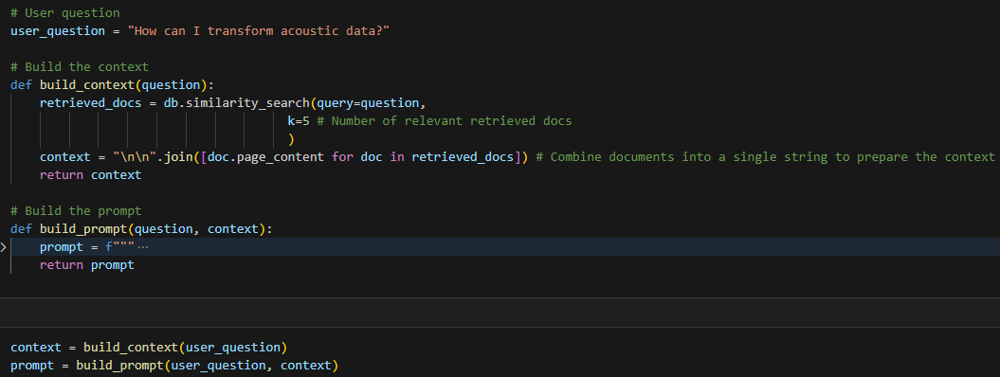 # User question
user_question = "How can I transform acoustic data?"
# Build the context
def build_context(question):
    retrieved_docs = db.similarity_search(query=question,
                                      k=5 # Number of relevant retrieved docs
                                      )
    context = "\n\n".join([doc.page_content for doc in retrieved_docs]) # Combine documents into a single string to prepare the context
    return context
# Build the prompt
def build_prompt(question, context):
    prompt = f"""…
    return prompt
context = build_context(user_question)
prompt = build_prompt(user_question, context)